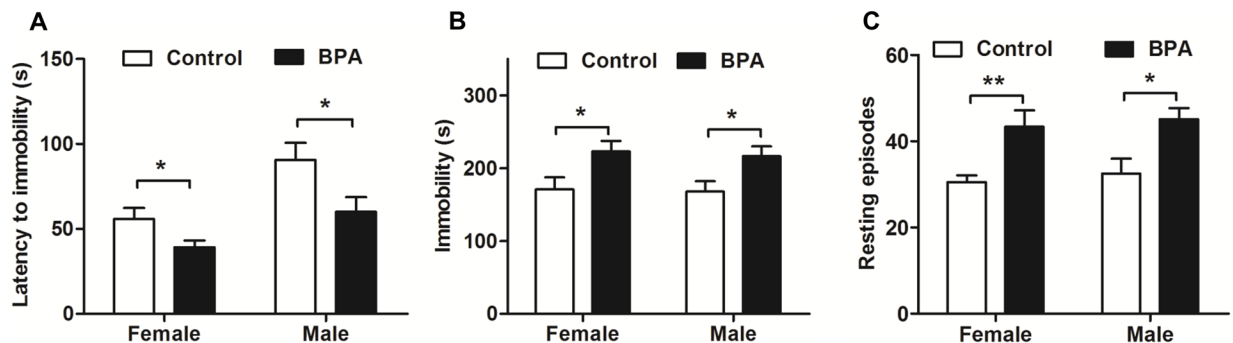 A
Control BPA
Latency to immobility (s)
150
100
50
0
*
*
Female Male
B
Control BPA
Immobility (s)
300
200
100
0
*
*
Female Male
C
Control BPA
Resting episodes
60
40
20
0
**
*
Female Male